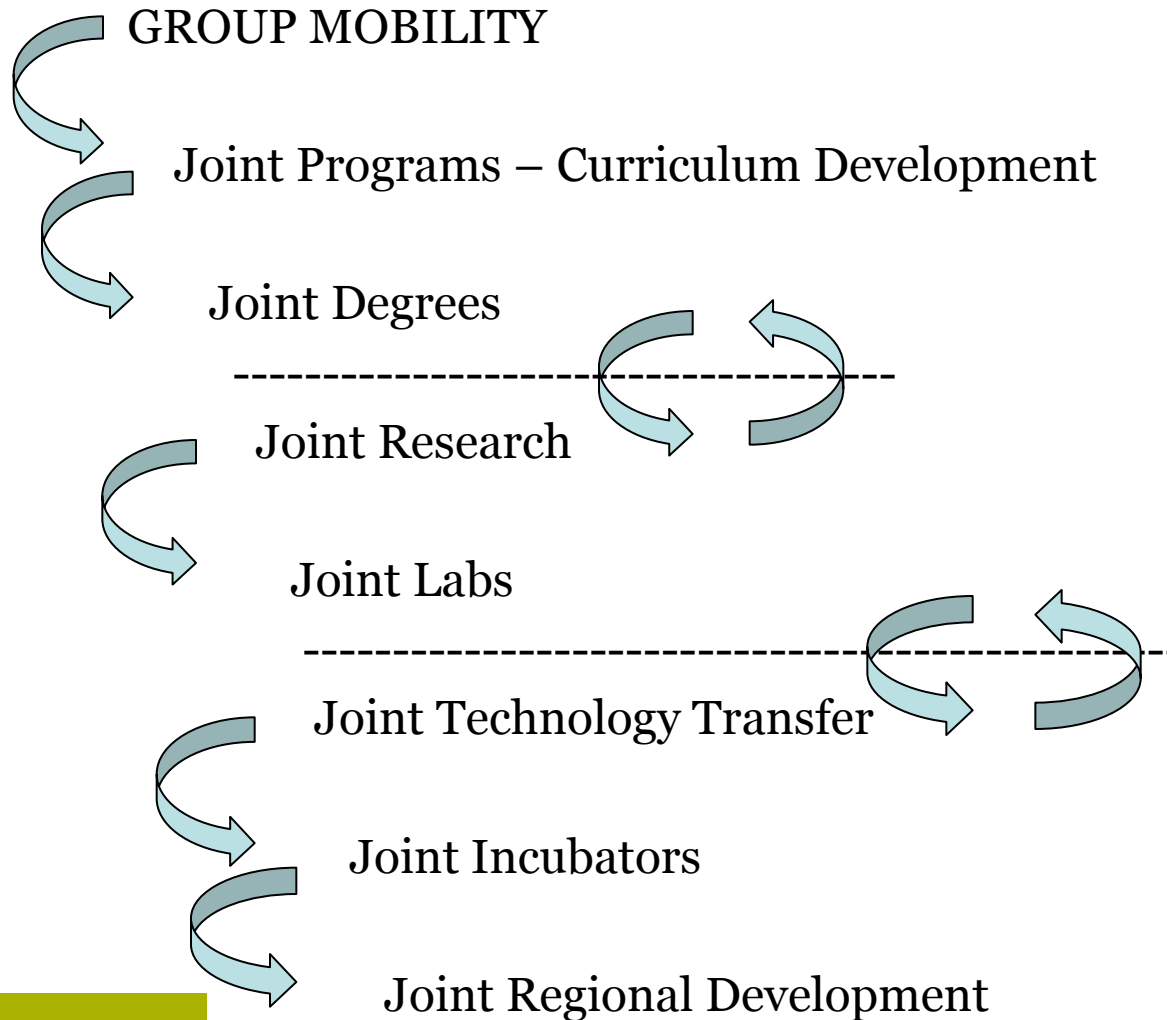 GROUP MOBILITY
Joint Programs – Curriculum Development
Joint Degrees
Joint Research
Joint Labs
Joint Technology Transfer
Joint Incubators
Joint Regional Development